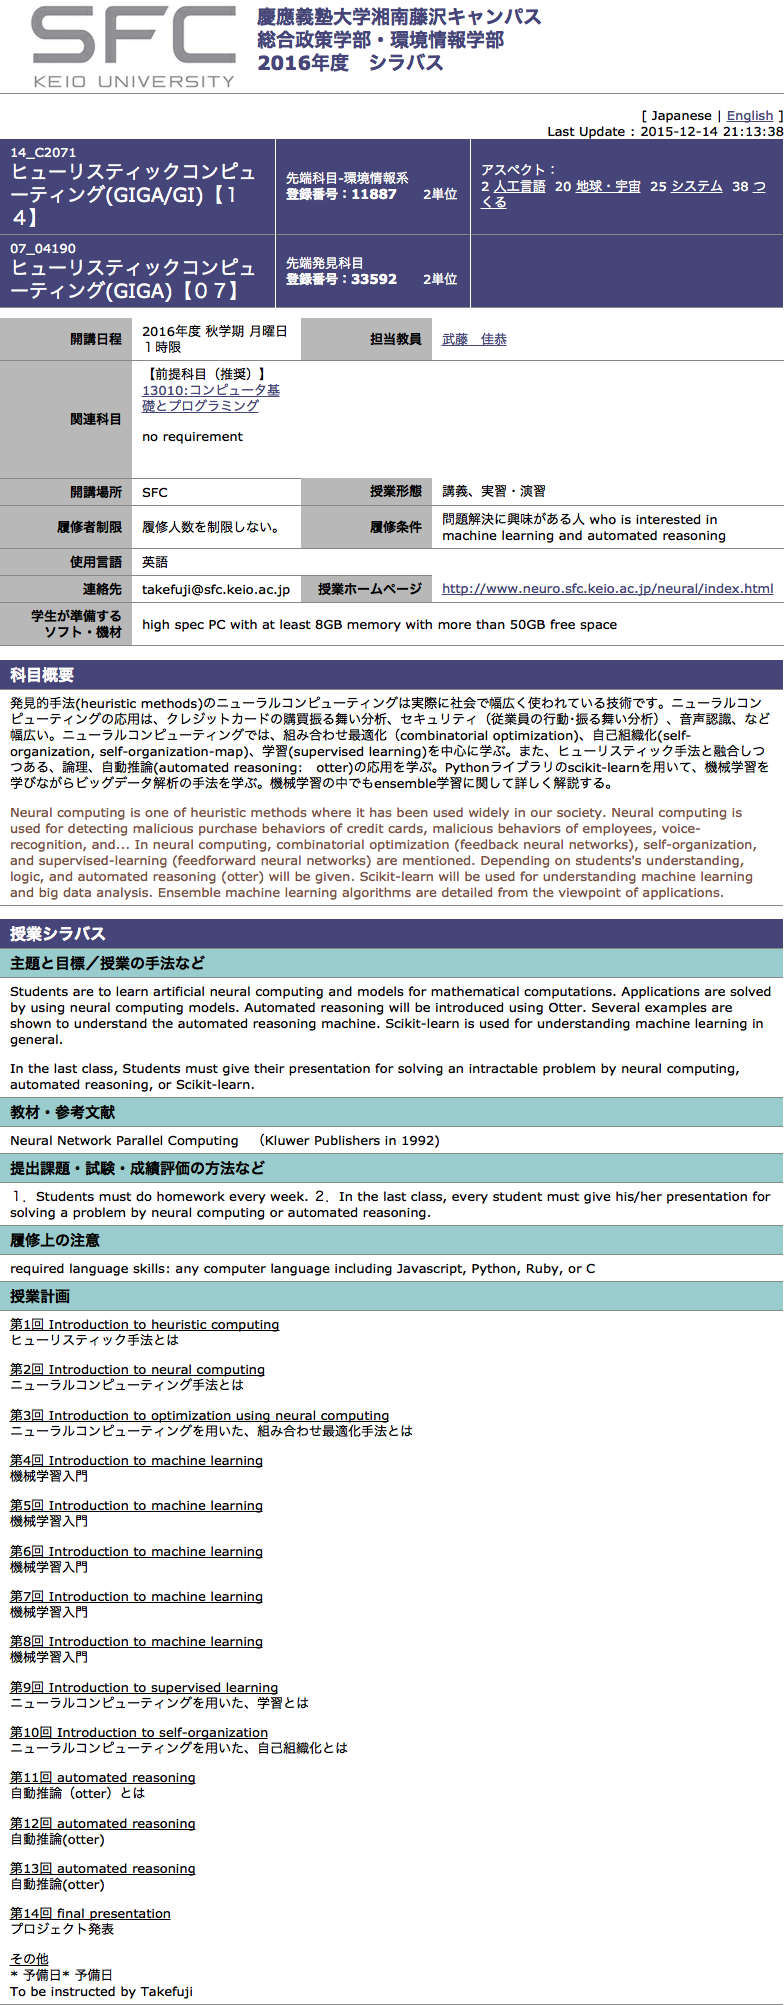 SFC
KEIO UNIVERSITY
慶應義塾大学湘南藤沢キャンパス
総合政策学部・環境情報学部
2016年度　シラバス
[ Japanese | English ]
Last Update : 2015-12-14 21:13:38
14_C2071
ヒューリスティックコンピュ
ーティング(GIGA/GI)【１
４】
先端科目-環境情報系
登録番号：11887　　2単位
アスペクト：
2 人工言語  20 地球・宇宙  25 システム  38 つ
くる
07_04190
ヒューリスティックコンピュ
ーティング(GIGA)【０７】
先端発見科目
登録番号：33592　　2単位
開講日程
2016年度 秋学期 月曜日
１時限
担当教員
武藤　佳恭
関連科目
【前提科目（推奨）】
13010:コンピュータ基
礎とプログラミング
no requirement
開講場所
SFC
授業形態
講義、実習・演習
履修者制限
履修人数を制限しない。
履修条件
問題解決に興味がある人 who is interested in
machine learning and automated reasoning
使用言語
英語
連絡先
takefuji@sfc.keio.ac.jp
授業ホームページ
http://www.neuro.sfc.keio.ac.jp/neural/index.html
学生が準備する
ソフト・機材
high spec PC with at least 8GB memory with more than 50GB free space
科目概要
発見的手法(heuristic methods)のニューラルコンピューティングは実際に社会で幅広く使われている技術です。ニューラルコン
ピューティングの応用は、クレジットカードの購買振る舞い分析、セキュリティ（従業員の行動･振る舞い分析）、音声認識、など
幅広い。ニューラルコンピューティングでは、組み合わせ最適化（combinatorial optimization)、自己組織化(self-
organization, self-organization-map)、学習(supervised learning)を中心に学ぶ。また、ヒューリスティック手法と融合しつ
つある、論理、自動推論(automated reasoning:　otter)の応用を学ぶ。Pythonライブラリのscikit-learnを用いて、機械学習を
学びながらビッグデータ解析の手法を学ぶ。機械学習の中でもensemble学習に関して詳しく解説する。
Neural computing is one of heuristic methods where it has been used widely in our society. Neural computing is
used for detecting malicious purchase behaviors of credit cards, malicious behaviors of employees, voice-
recognition, and... In neural computing, combinatorial optimization (feedback neural networks), self-organization,
and supervised-learning (feedforward neural networks) are mentioned. Depending on students's understanding,
logic, and automated reasoning (otter) will be given. Scikit-learn will be used for understanding machine learning
and big data analysis. Ensemble machine learning algorithms are detailed from the viewpoint of applications.
授業シラバス
主題と目標／授業の手法など
Students are to learn artificial neural computing and models for mathematical computations. Applications are solved
by using neural computing models. Automated reasoning will be introduced using Otter. Several examples are
shown to understand the automated reasoning machine. Scikit-learn is used for understanding machine learning in
general.
In the last class, Students must give their presentation for solving an intractable problem by neural computing,
automated reasoning, or Scikit-learn.
教材・参考文献
Neural Network Parallel Computing　（Kluwer Publishers in 1992)
提出課題・試験・成績評価の方法など
１．Students must do homework every week. ２．In the last class, every student must give his/her presentation for
solving a problem by neural computing or automated reasoning.
履修上の注意
required language skills: any computer language including Javascript, Python, Ruby, or C
授業計画
第1回 Introduction to heuristic computing
ヒューリスティック手法とは
第2回 Introduction to neural computing
ニューラルコンピューティング手法とは
第3回 Introduction to optimization using neural computing
ニューラルコンピューティングを用いた、組み合わせ最適化手法とは
第4回 Introduction to machine learning
機械学習入門
第5回 Introduction to machine learning
機械学習入門
第6回 Introduction to machine learning
機械学習入門
第7回 Introduction to machine learning
機械学習入門
第8回 Introduction to machine learning
機械学習入門
第9回 Introduction to supervised learning
ニューラルコンピューティングを用いた、学習とは
第10回 Introduction to self-organization
ニューラルコンピューティングを用いた、自己組織化とは
第11回 automated reasoning
自動推論（otter）とは
第12回 automated reasoning
自動推論(otter)
第13回 automated reasoning
自動推論(otter)
第14回 final presentation
プロジェクト発表
その他
* 予備日* 予備日
To be instructed by Takefuji